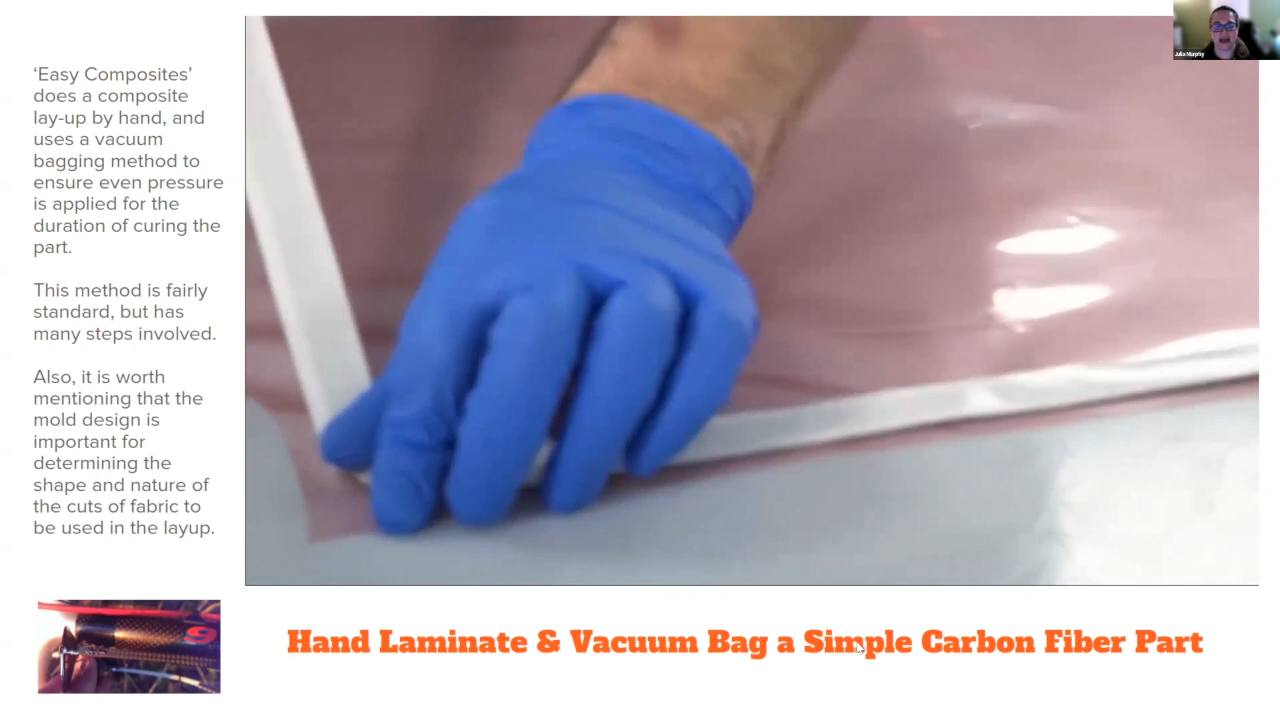 ‘Easy Composites’
does a composite
lay-up by hand, and
uses a vacuum
bagging method to
ensure even pressure
is applied for the
duration of curing the
part.
This method is fairly
standard, but has
many steps involved.
Also, it is worth
mentioning that the
mold design is
important for
determining the
shape and nature of
the cuts of fabric to
be used in the layup.
Julia Murphy
9
Hand Laminate & Vacuum Bag a Simple Carbon Fiber Part